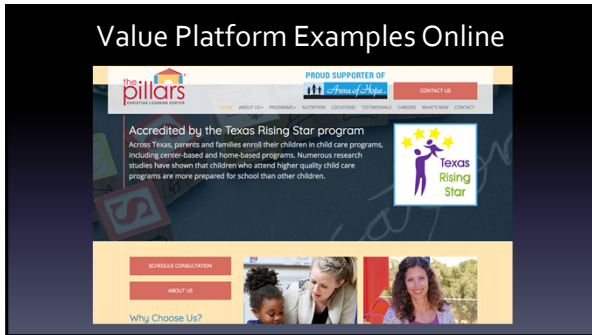 Value Platform Examples Online
the
pillars
CHRISTIAN LEARNING CENTER
PROUD SUPPORTER OF
Arms of Hope
CONTACT US
HOME ABOUT US PROGRAMS NUTRITION LOCATIONS TESTIMONIALS CAREERS WHAT'S NEW CONTACT
Accredited by the Texas Rising Star program
Across Texas, parents and families enroll their children in child care programs,
including center-based and home-based programs. Numerous research
studies have shown that children who attend higher quality child care
programs are more prepared for school than other children.
Texas
Rising
Star
SCHEDULE CONSULTATION
ABOUT US
Why Choose Us?